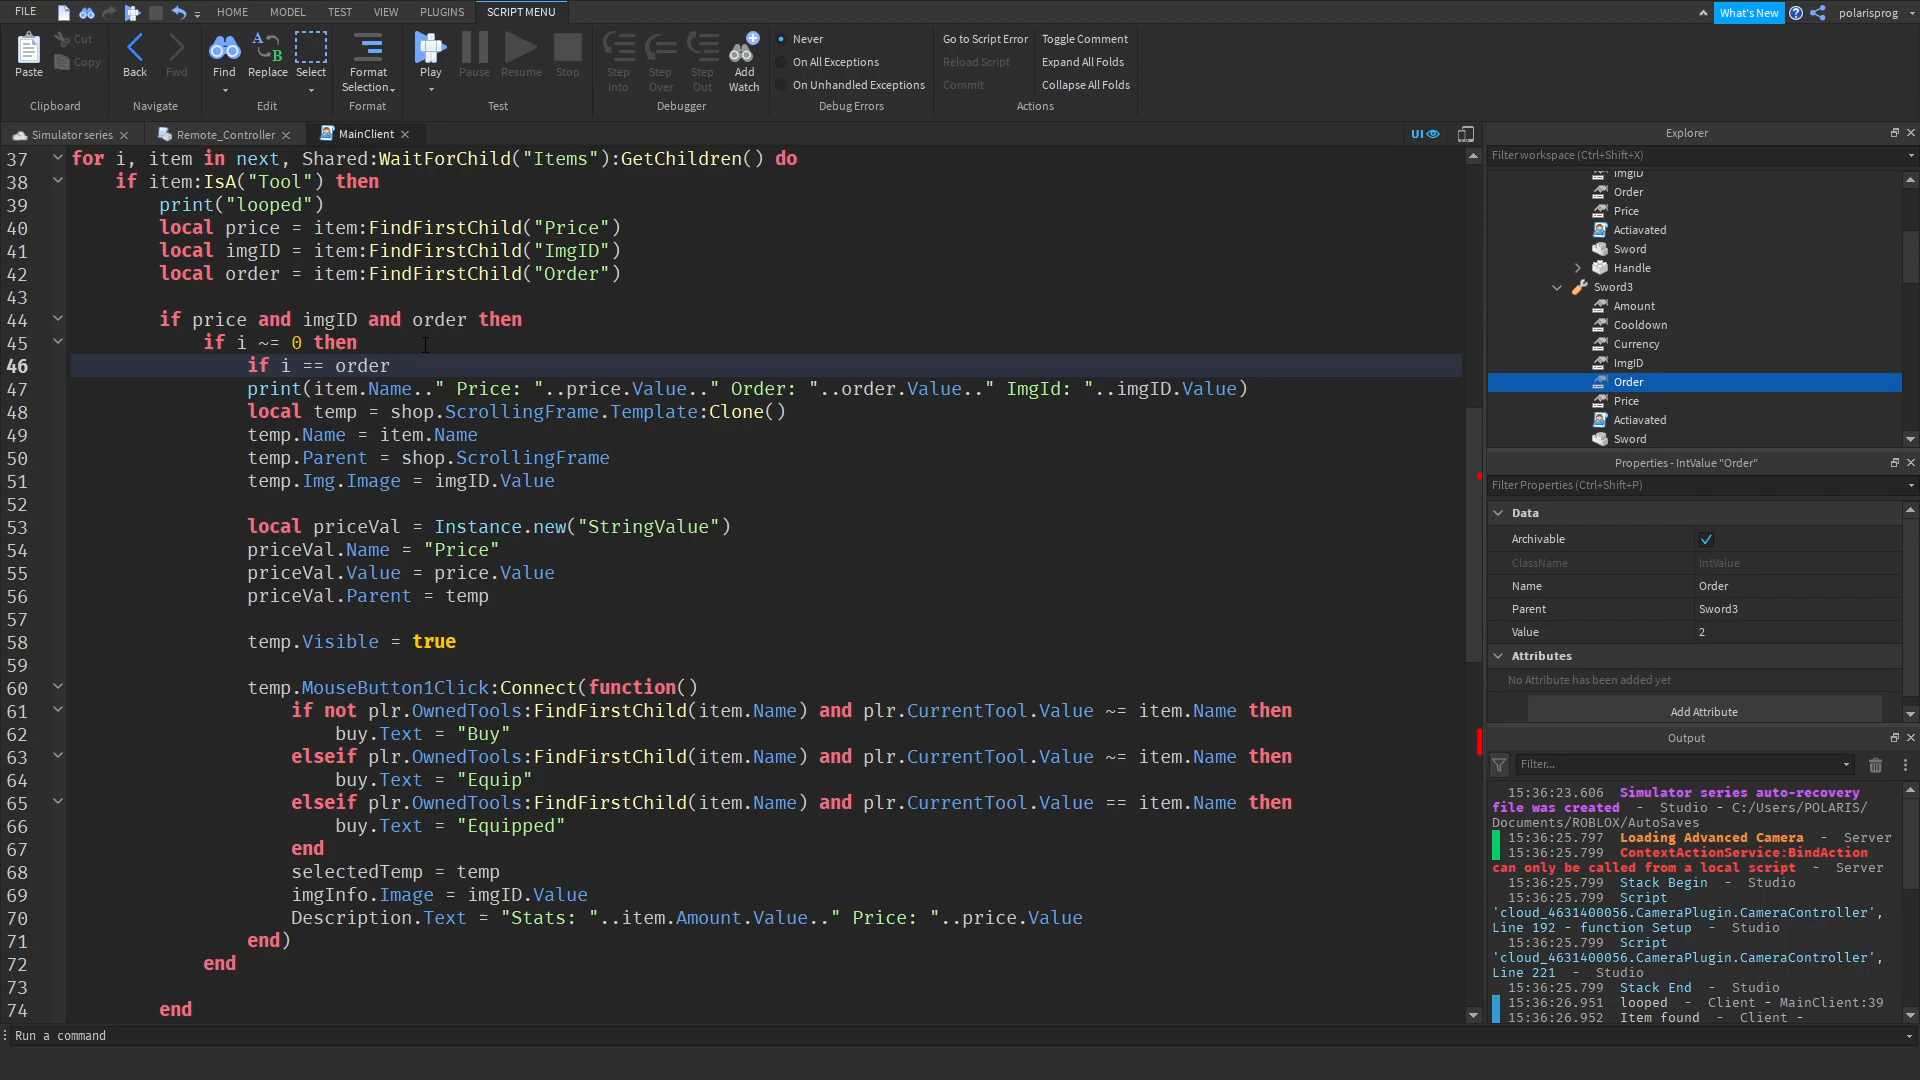 FILE
HOME
MODEL
TEST
VIEW
PLUGINS
SCRIPT MENU
What's New
polarisprog
Paste
Cut
Copy
Clipboard
Back
Fwd
Navigate
Find
Replace
Select
Edit
Format
Selection
Format
Play
Pause
Resume
Stop
Test
Step
Into
Step
Over
Step
Out
Add
Watch
Debugger
Never
On All Exceptions
On Unhandled Exceptions
Debug Errors
Go to Script Error
Toggle Comment
Reload Script
Expand All Folds
Commit
Collapse All Folds
Actions
Simulator series
Remote_Controller
MainClient
UI
37 for i, item in next, Shared:WaitForChild("Items"):GetChildren() do
38 if item:IsA("Tool") then
39 print("looped")
40 local price = item:FindFirstChild("Price")
41 local imgID = item:FindFirstChild("ImgID")
42 local order = item:FindFirstChild("Order")
43
44 if price and imgID and order then
45 if i ~= 0 then
46 if i == order
47 print(item.Name.." Price: "..price.Value.." Order: "..order.Value.." ImgId: "..imgID.Value)
48 local temp = shop.ScrollingFrame.Template:Clone()
49 temp.Name = item.Name
50 temp.Parent = shop.ScrollingFrame
51 temp.Img.Image = imgID.Value
52
53 local priceVal = Instance.new("StringValue")
54 priceVal.Name = "Price"
55 priceVal.Value = price.Value
56 priceVal.Parent = temp
57
58 temp.Visible = true
59
60 temp.MouseButton1Click:Connect(function()
61 if not plr.OwnedTools:FindFirstChild(item.Name) and plr.CurrentTool.Value ~= item.Name then
62 buy.Text = "Buy"
63 elseif plr.OwnedTools:FindFirstChild(item.Name) and plr.CurrentTool.Value ~= item.Name then
64 buy.Text = "Equip"
65 elseif plr.OwnedTools:FindFirstChild(item.Name) and plr.CurrentTool.Value == item.Name then
66 buy.Text = "Equipped"
67 end
68 selectedTemp = temp
69 imgInfo.Image = imgID.Value
70 Description.Text = "Stats: "..item.Amount.Value.." Price: "..price.Value
71 end)
72 end
73
74 end
Explorer
Filter workspace (Ctrl+Shift+X)
ImgID
Order
Price
Actiavated
Sword
Handle
Sword3
Amount
Cooldown
Currency
ImgID
Order
Price
Actiavated
Sword
Properties - IntValue "Order"
Filter Properties (Ctrl+Shift+P)
Data
Archivable
ClassName IntValue
Name Order
Parent Sword3
Value 2
Attributes
No Attribute has been added yet
Add Attribute
Output
Filter...
15:36:23.606 Simulator series auto-recovery
file was created - Studio - C:/Users/POLARIS/
Documents/ROBLOX/AutoSaves
15:36:25.797 Loading Advanced Camera - Server
15:36:25.799 ContextActionService:BindAction
can only be called from a local script - Server
15:36:25.799 Stack Begin - Studio
15:36:25.799 Script
'cloud_4631400056.CameraPlugin.CameraController',
Line 192 - function Setup - Studio
15:36:25.799 Script
'cloud_4631400056.CameraPlugin.CameraController',
Line 221 - Studio
15:36:25.799 Stack End - Studio
15:36:26.951 looped - Client - MainClient:39
15:36:26.952 Item found - Client -
Run a command